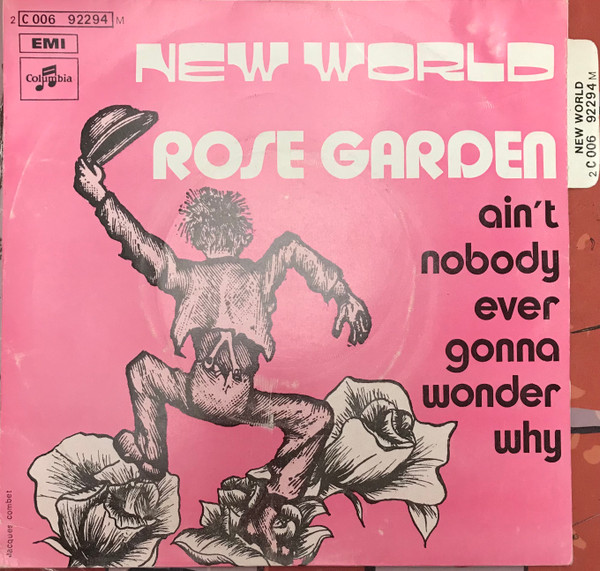 2 C 006 92294 M
EMI
Columbia
NEW WORLD
ROSE GARDEN
ain't
nobody
ever
gonna
wonder
why
NEW WORLD
2 C 006 92294 M
Jacques combet